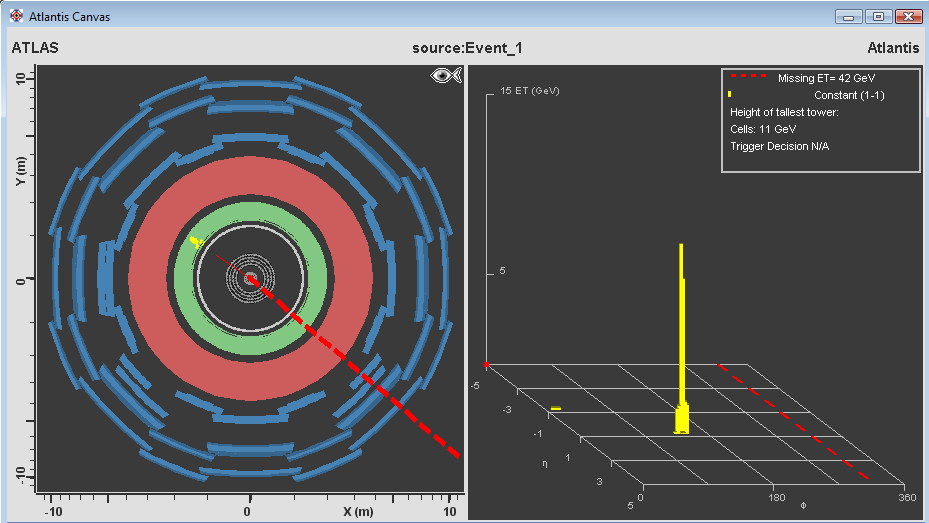 Atlantis Canvas
ATLAS
source:Event_1
Atlantis
10
Y (m)
0
-10
-10
0
X (m)
10
15 ET (GeV)
5
Missing ET= 42 GeV
Constant (1-1)
Height of tallest tower:
Cells: 11 GeV
Trigger Decision N/A
-5
-3
-1
η
1
3
5
0
180
Φ
360